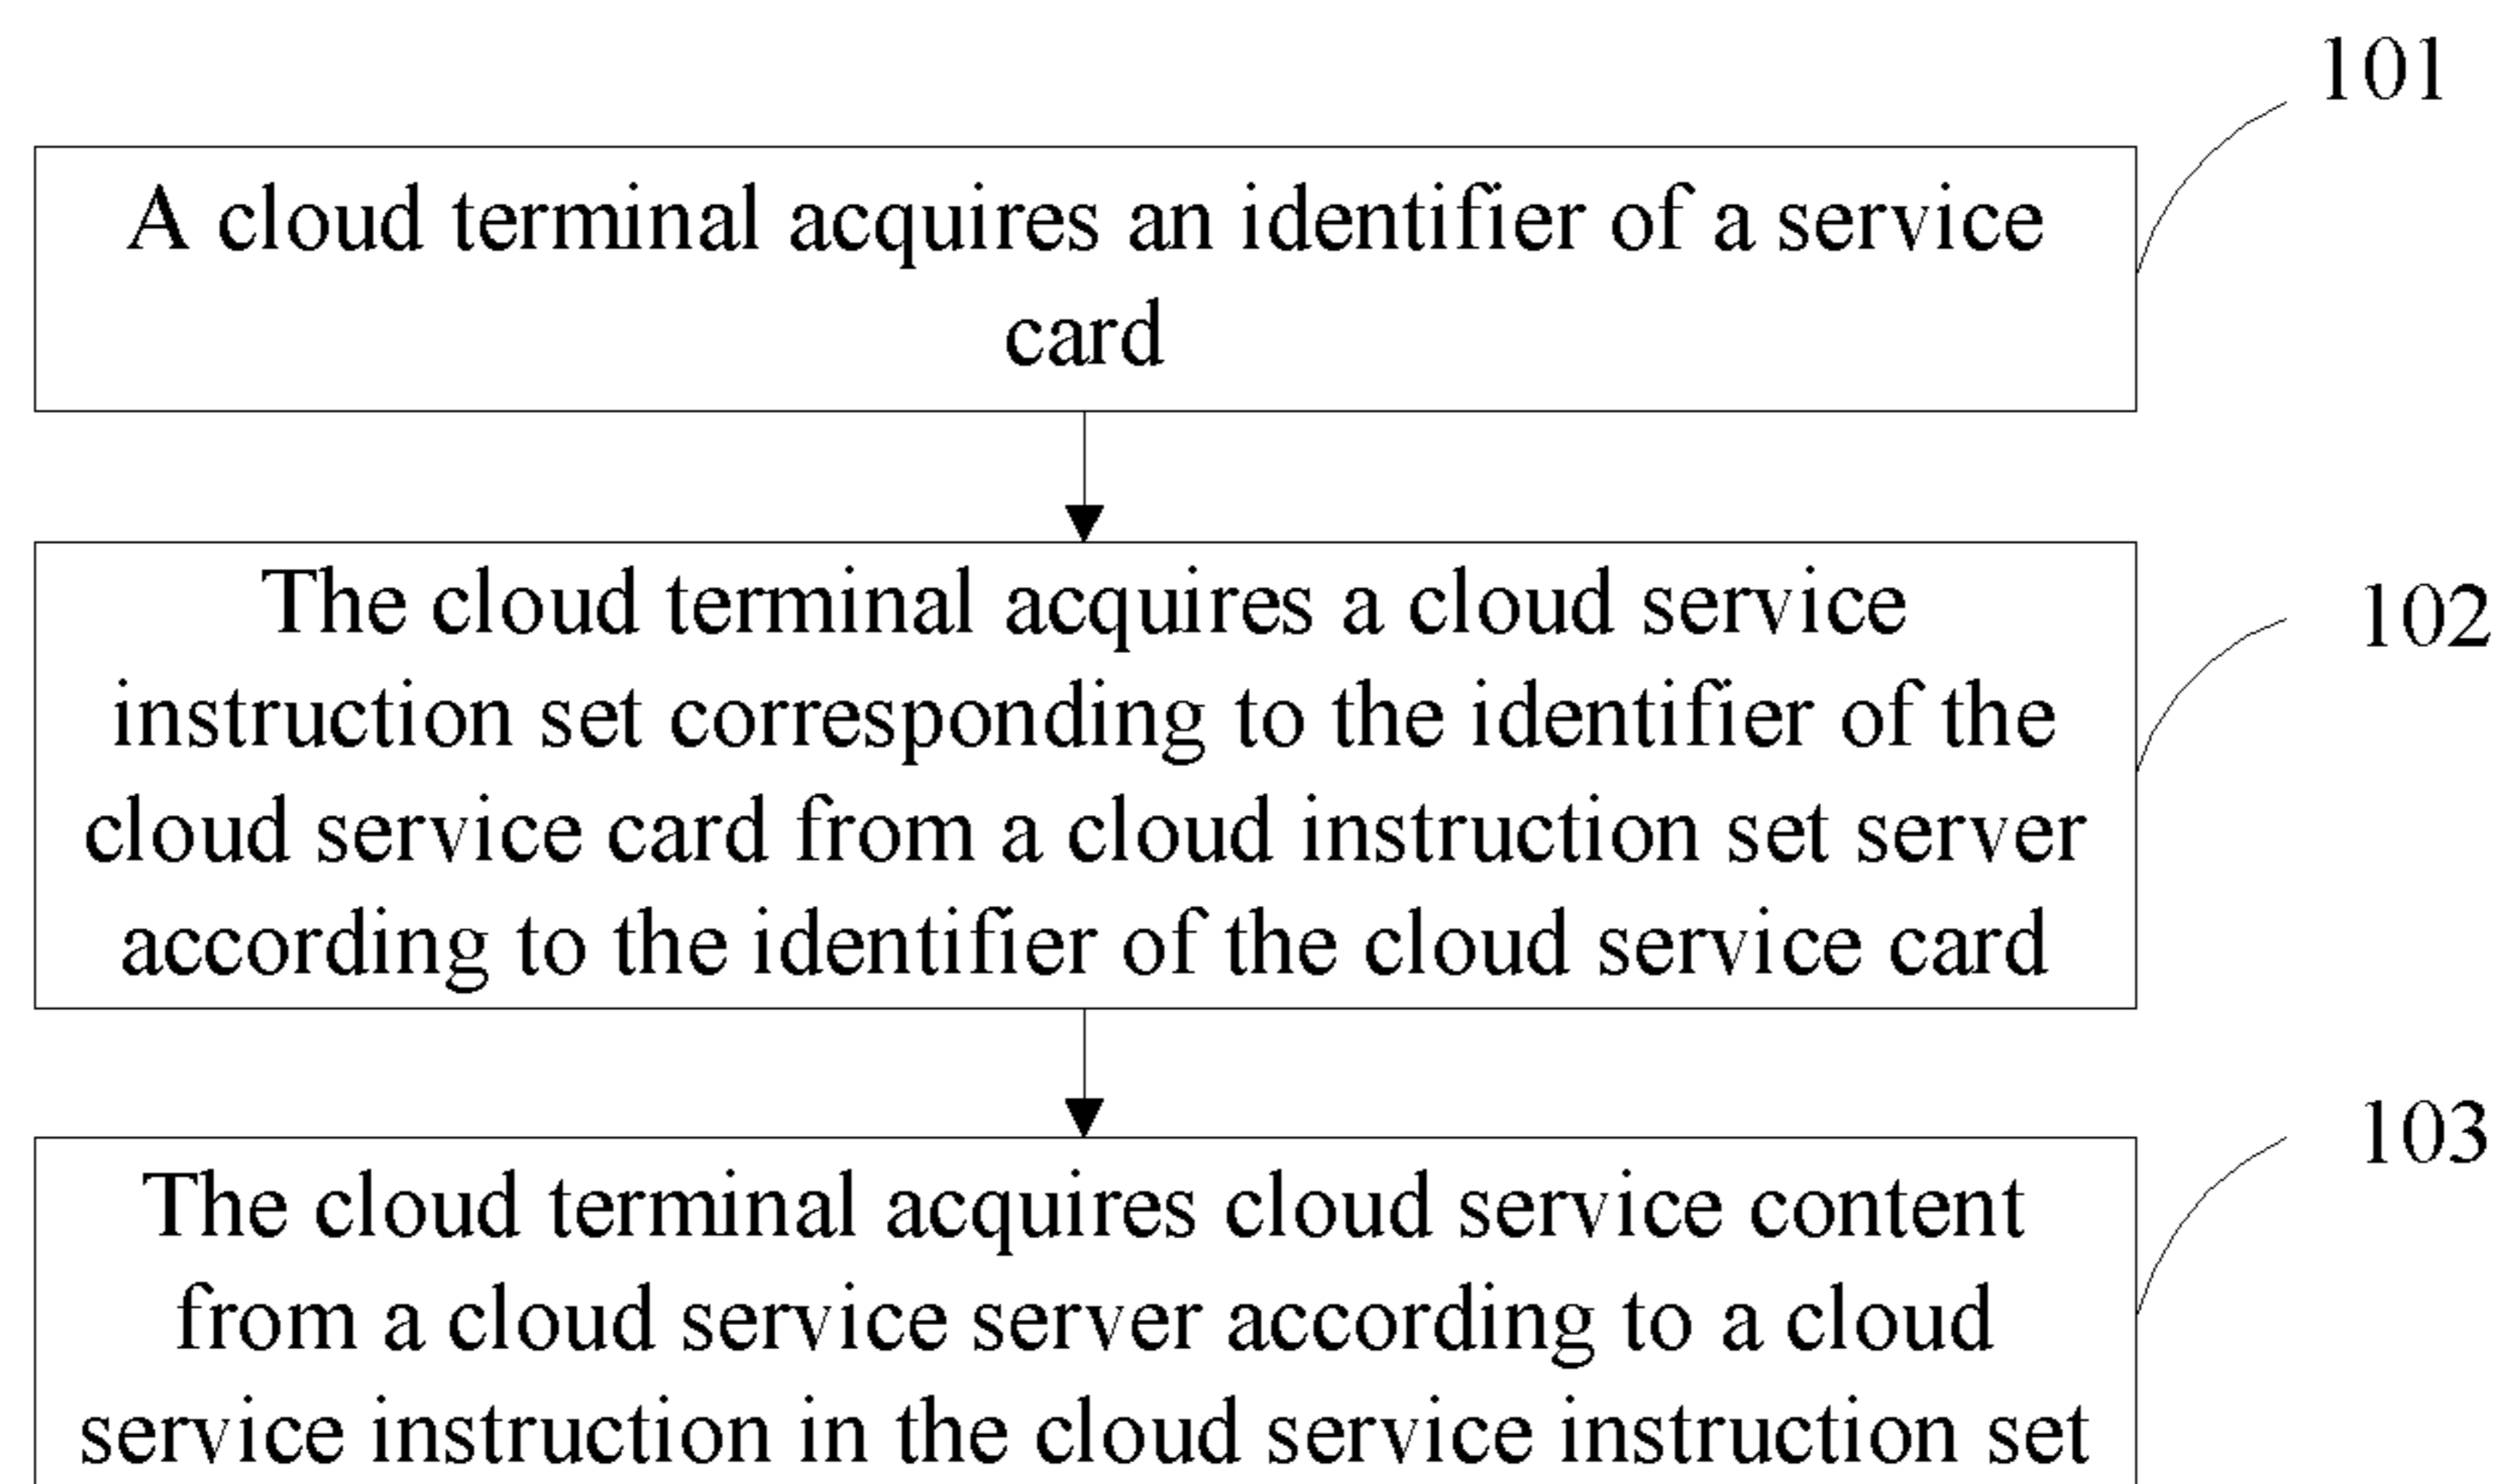 101
A cloud terminal acquires an identifier of a service
card
The cloud terminal acquires a cloud service
instruction set corresponding to the identifier of the
cloud service card from a cloud instruction set server
according to the identifier of the cloud service card
102
The cloud terminal acquires cloud service content
from a cloud service server according to a cloud
service instruction in the cloud service instruction set
103